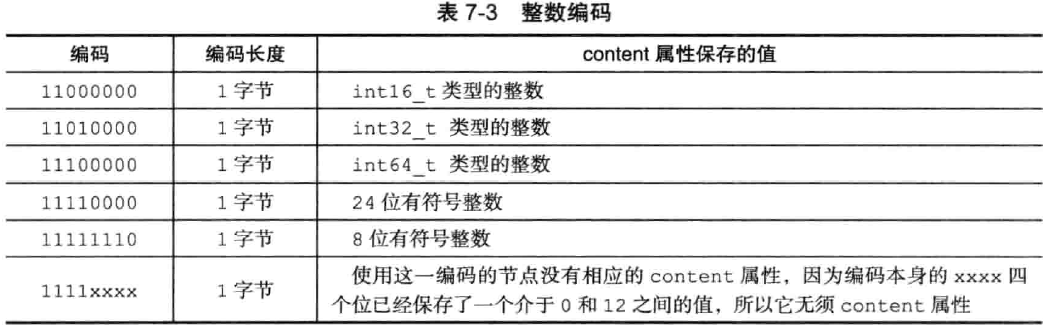 表 7-3 整数编码
编码 编码长度 content 属性保存的值
11000000 1 字节 int16_t 类型的整数
11010000 1 字节 int32_t 类型的整数
11100000 1 字节 int64_t 类型的整数
11110000 1 字节 24 位有符号整数
11111110 1 字节 8 位有符号整数
1111xxxx 1 字节 使用这一编码的节点没有相应的 content 属性，因为编码本身的 xxxx 四
个位已经保存了一个介于 0 和 12 之间的值，所以它无须 content 属性